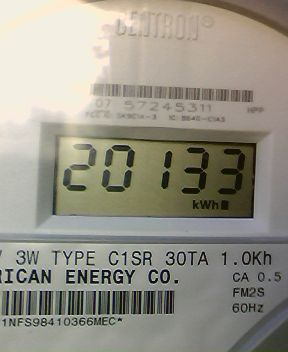 CENTRON®
07 57245311 HPP
20133
kWh
3W TYPE C1SR 30TA 1.0Kh
RICAN ENERGY CO. CA 0.5
FM2S
60Hz
1NFS98410366MEC*